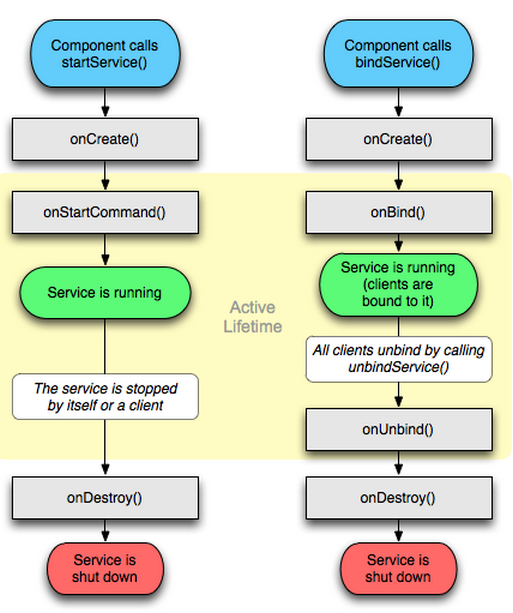 Component calls
startService()
onCreate()
onStartCommand()
Service is running
The service is stopped
by itself or a client
onDestroy()
Service is
shut down
Active
Lifetime
Component calls
bindService()
onCreate()
onBind()
Service is running
(clients are
bound to it)
All clients unbind by calling
unbindService()
onUnbind()
onDestroy()
Service is
shut down